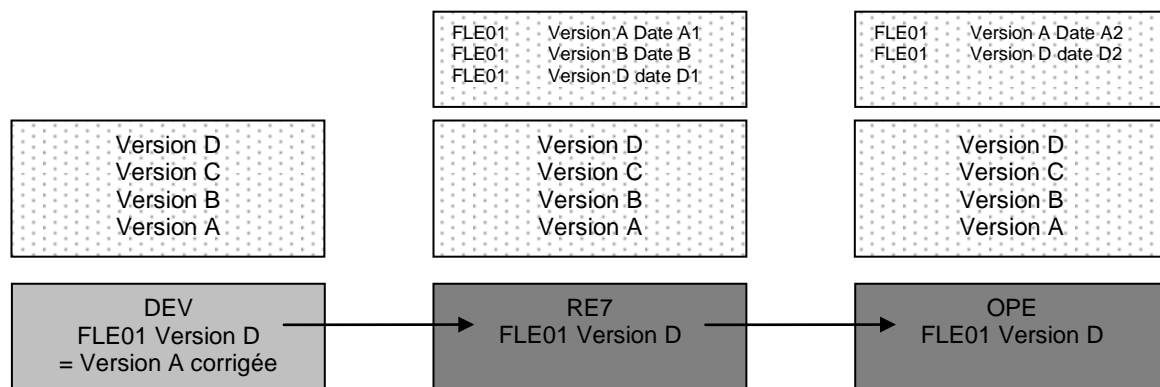 FLE01 Version A Date A1
FLE01 Version B Date B
FLE01 Version D date D1
FLE01 Version A Date A2
FLE01 Version D date D2
Version D
Version C
Version B
Version A
Version D
Version C
Version B
Version A
Version D
Version C
Version B
Version A
DEV
FLE01 Version D
= Version A corrigée
RE7
FLE01 Version D
OPE
FLE01 Version D